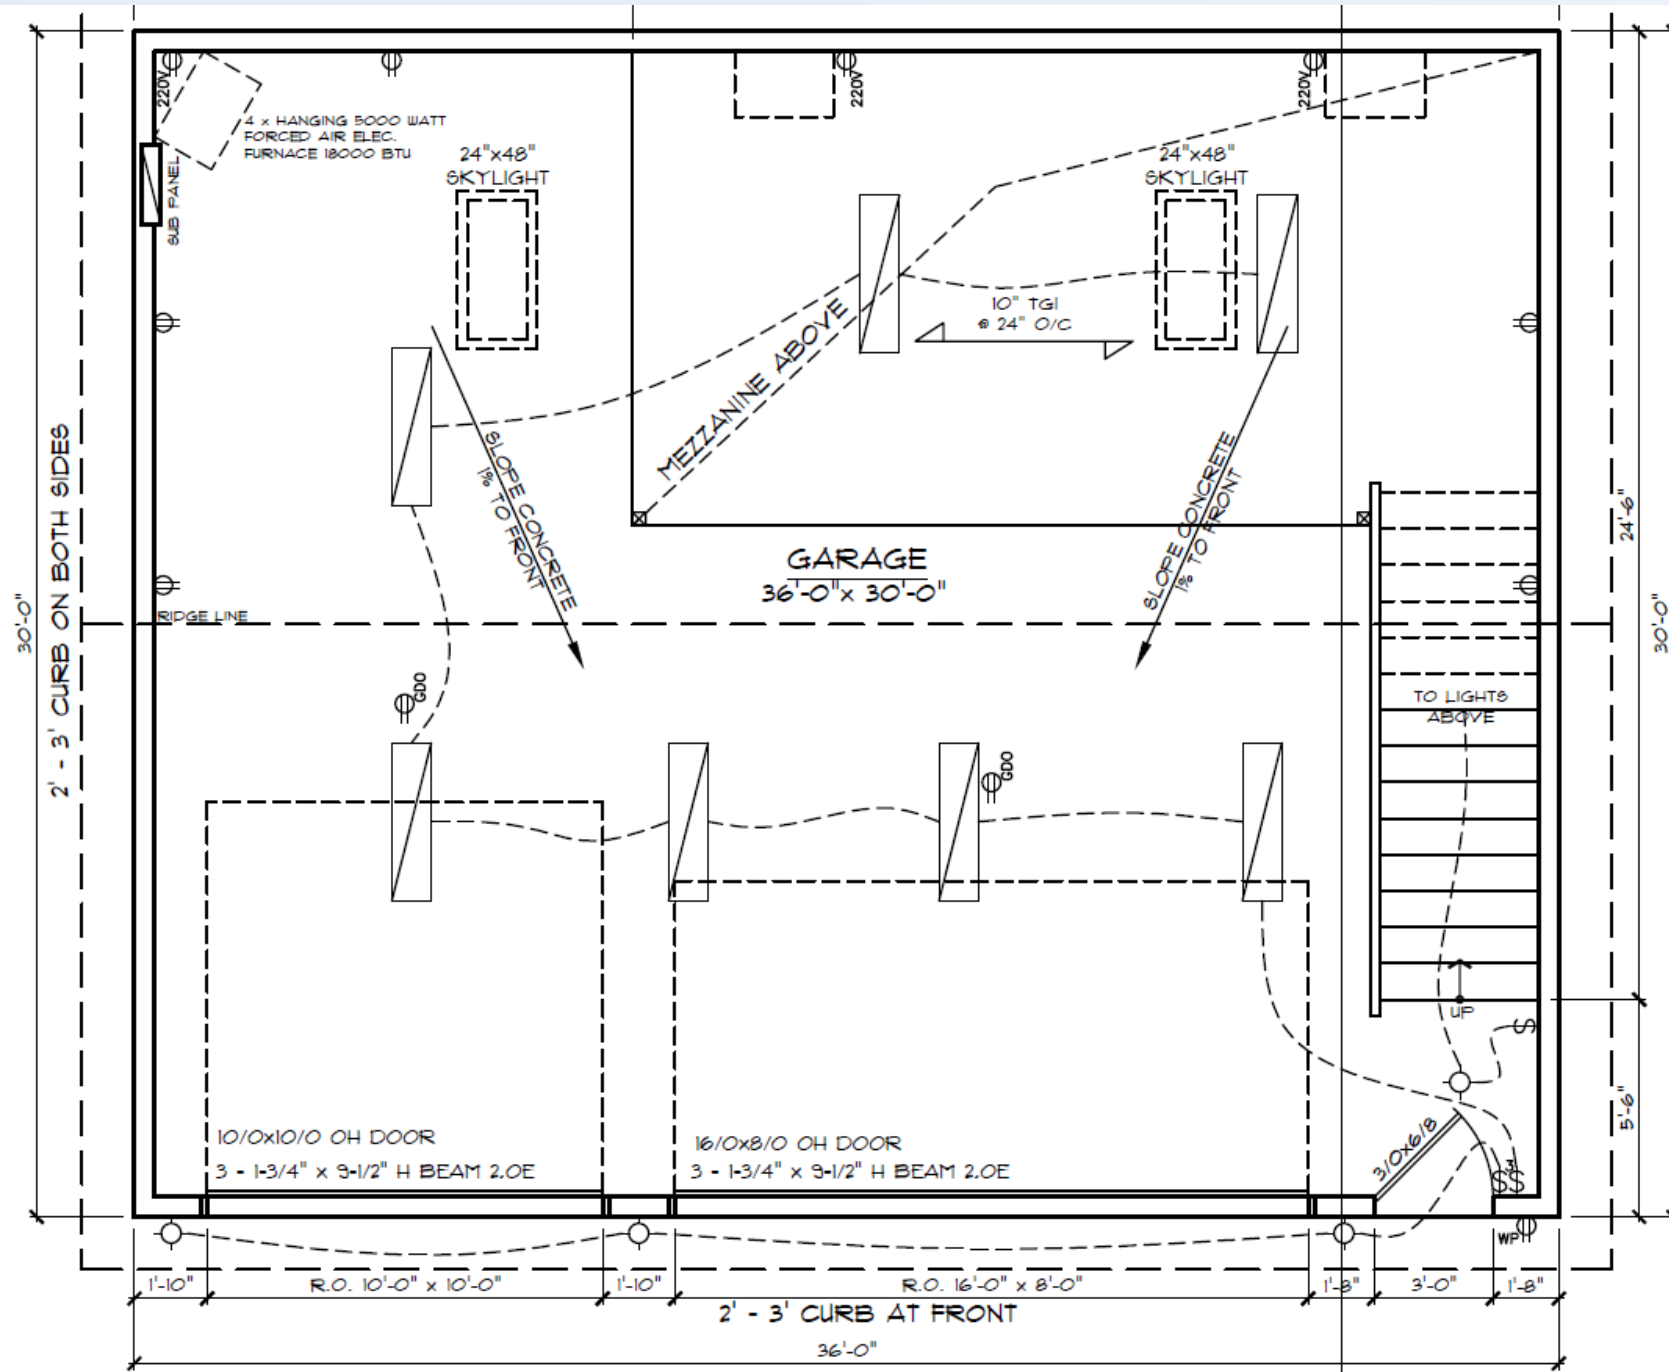 220V
220V
220V
4 x HANGING 5000 WATT
FORCED AIR ELEC.
FURNACE 18000 BTU
SUB PANEL
24"x48"
SKYLIGHT
24"x48"
SKYLIGHT
10" TGI
@ 24" O/C
MEZZANINE ABOVE
SLOPE CONCRETE
1% TO FRONT
SLOPE CONCRETE
1% TO FRONT
GARAGE
36'-0"x 30'-0"
RIDGE LINE
30'-0"
2' - 3' CURB ON BOTH SIDES
24'-6"
30'-0"
5'-6"
GDO
GDO
TO LIGHTS
ABOVE
UP
S
10/0x10/0 OH DOOR
3 - 1-3/4" x 9-1/2" H BEAM 2.0E
16/0x8/0 OH DOOR
3 - 1-3/4" x 9-1/2" H BEAM 2.0E
3/0x6/8
3
SS
WP
1'-10"
R.O. 10'-0" x 10'-0"
1'-10"
R.O. 16'-0" x 8'-0"
1'-8"
3'-0"
1'-8"
2' - 3' CURB AT FRONT
36'-0"